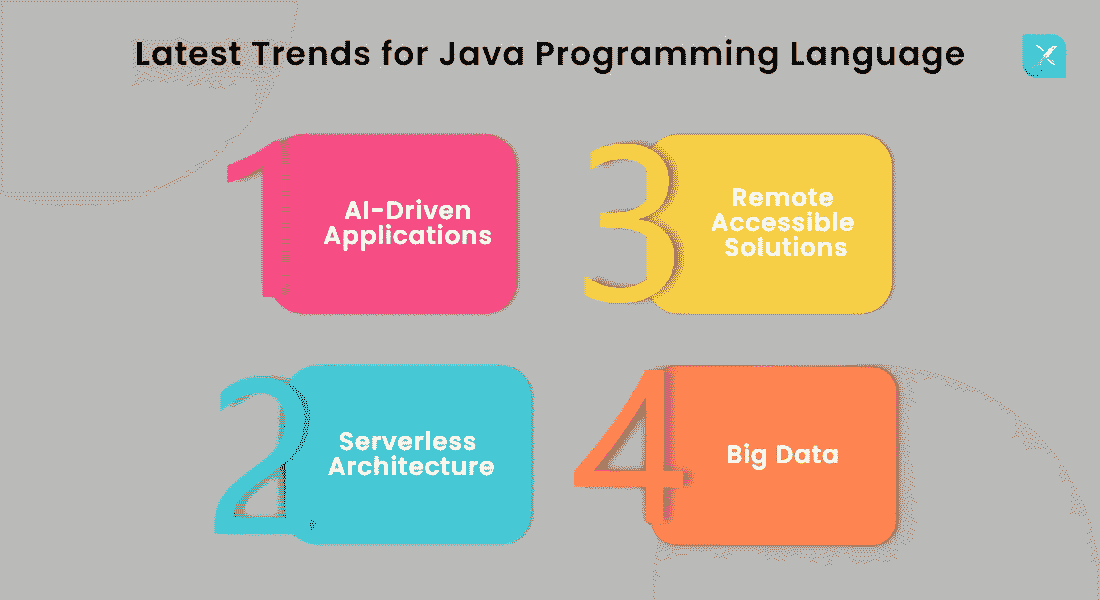 Latest Trends for Java Programming Language
1
AI-Driven
Applications
2
Serverless
Architecture
3
Remote
Accessible
Solutions
4
Big Data